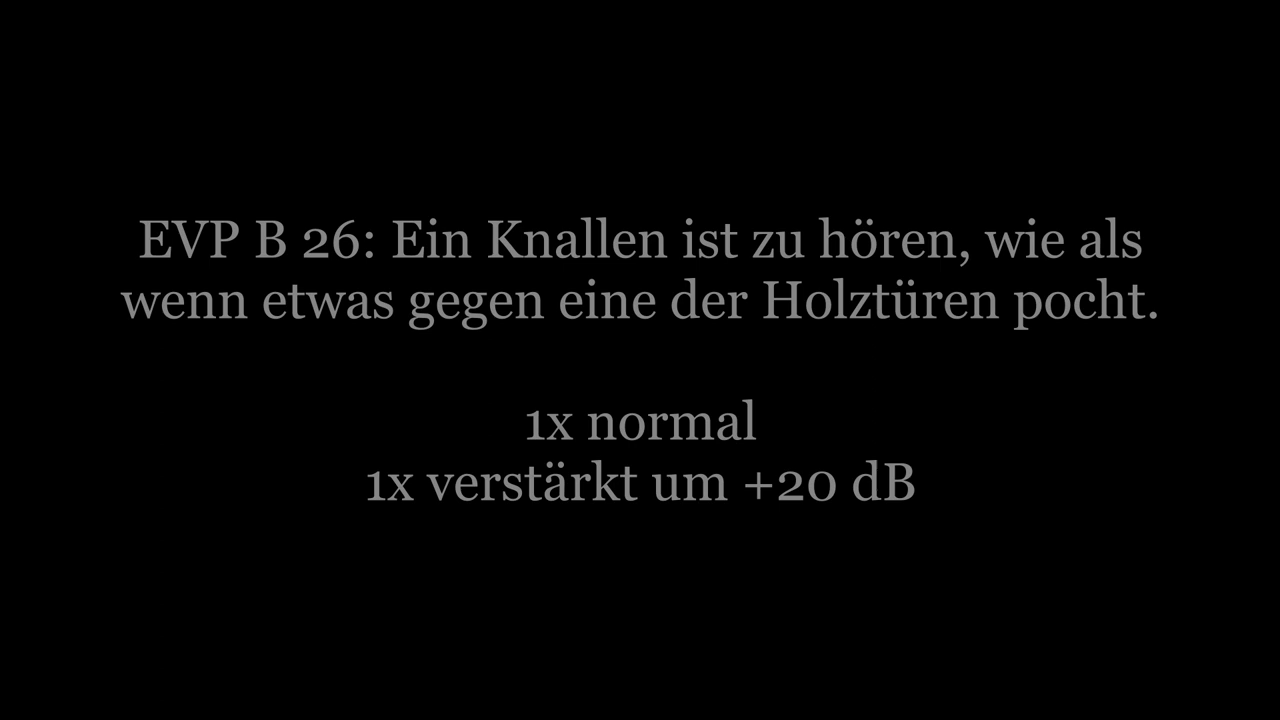 EVP B 26: Ein Knallen ist zu hören, wie als
wenn etwas gegen eine der Holztüren pocht.
1x normal
1x verstärkt um +20 dB